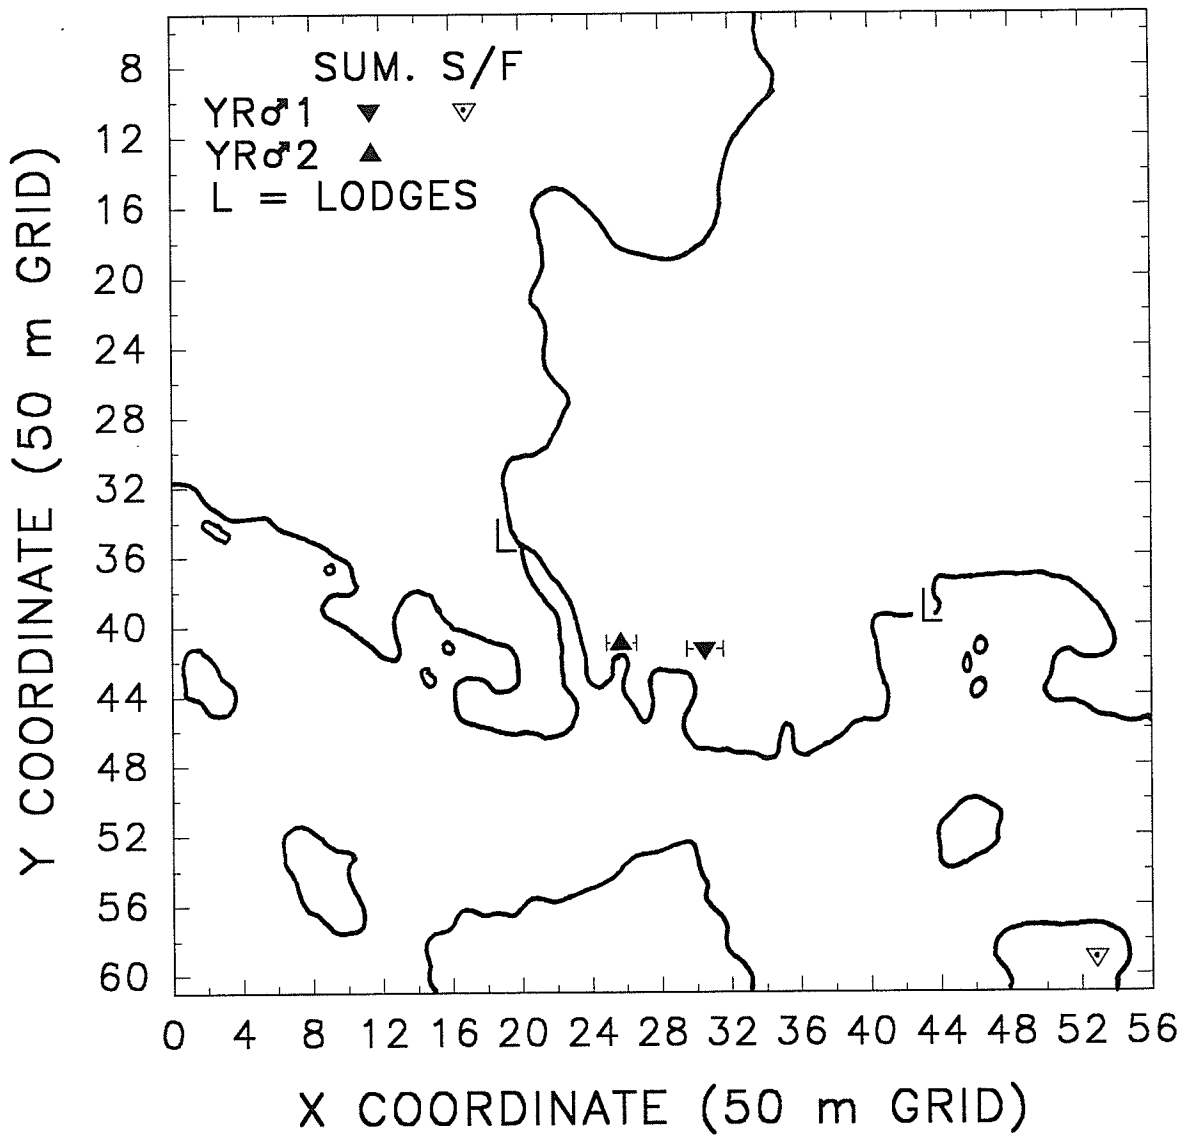 SUM. S/F
YR♂1 ▼ ▽
YR♂2 ▲
L = LODGES
Y COORDINATE (50 m GRID)
8
12
16
20
24
28
32
36
40
44
48
52
56
60
L
L
0 4 8 12 16 20 24 28 32 36 40 44 48 52 56
X COORDINATE (50 m GRID)